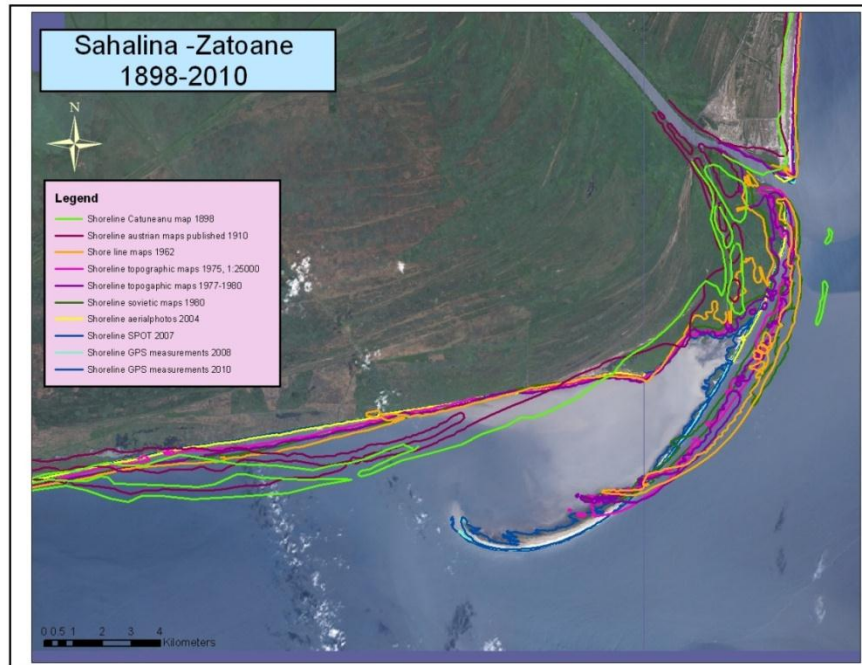 Sahalina -Zatoane
1898-2010
N
Legend
Shoreline Catuneanu map 1898
Shoreline austrian maps published 1910
Shore line maps 1962
Shoreline topographic maps 1975, 1:25000
Shoreline topogaphic maps 1977-1980
Shoreline sovietic maps 1980
Shoreline aerialphotos 2004
Shoreline SPOT 2007
Shoreline GPS measurements 2008
Shoreline GPS measurements 2010
0 0.5 1 2 3 4
Kilometers